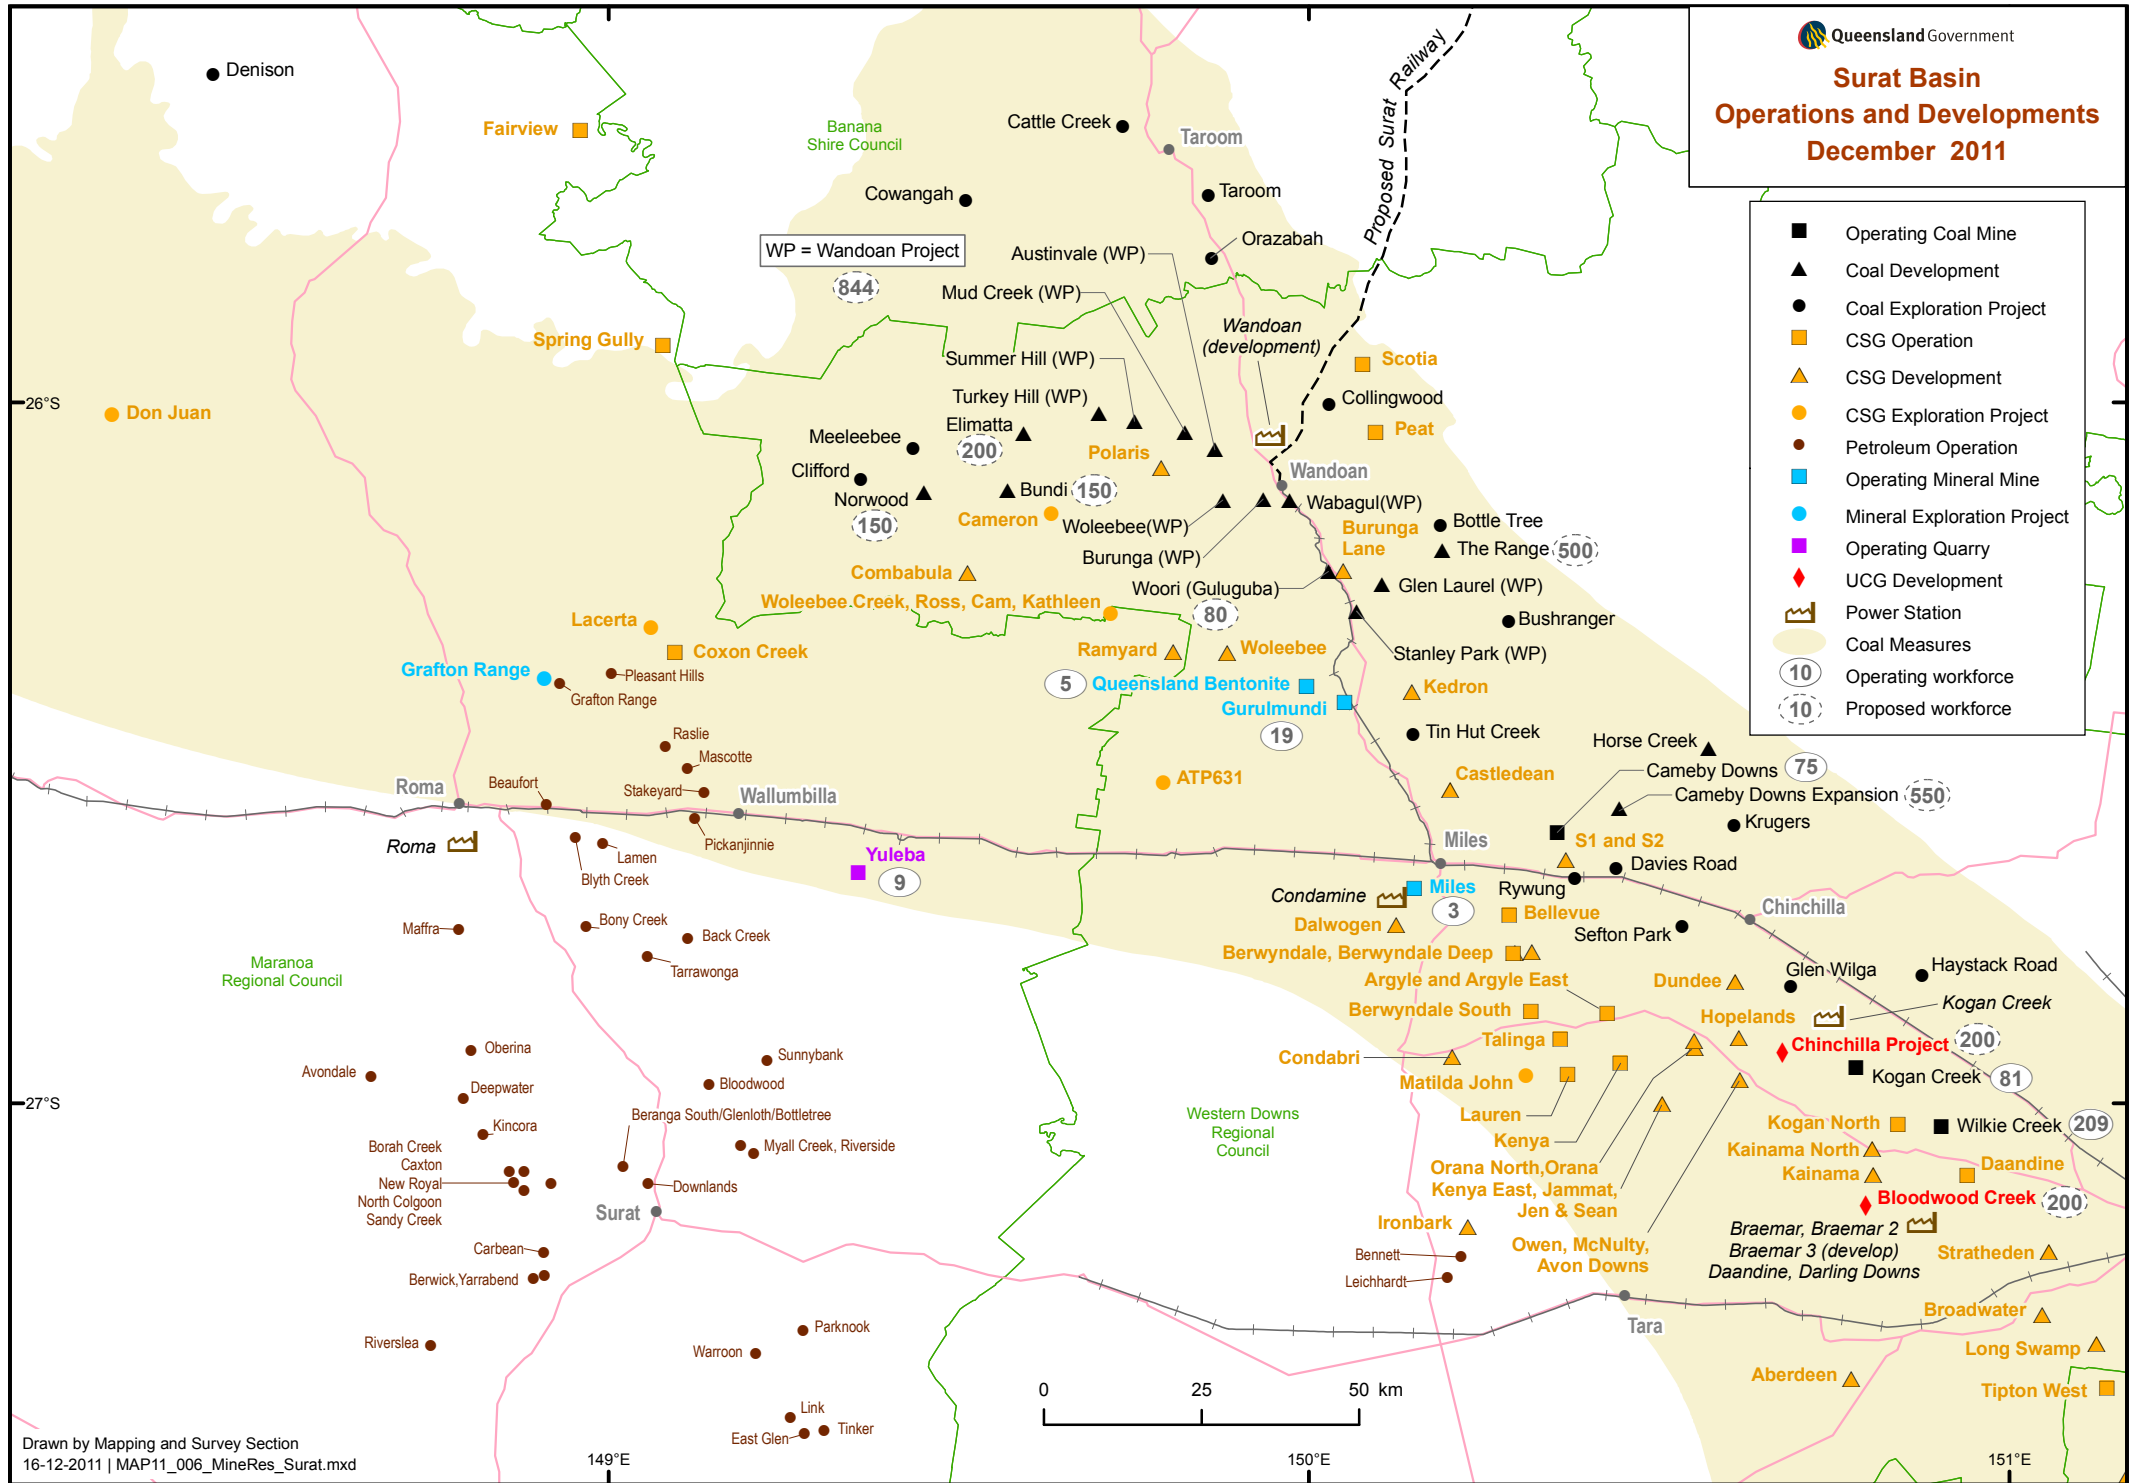 Queensland Government
Surat Basin
Operations and Developments
December 2011
Operating Coal Mine
Coal Development
Coal Exploration Project
CSG Operation
CSG Development
CSG Exploration Project
Petroleum Operation
Operating Mineral Mine
Mineral Exploration Project
Operating Quarry
UCG Development
Power Station
Coal Measures
10 Operating workforce
10 Proposed workforce
Denison
Fairview
Banana
Shire Council
Cattle Creek
Taroom
Proposed Surat Railway
Cowangah
Taroom
WP = Wandoan Project
844
Orazabah
Austinvale (WP)
Mud Creek (WP)
Wandoan
(development)
Spring Gully
Summer Hill (WP)
Scotia
26°S
Don Juan
Turkey Hill (WP)
Elimatta
200
Collingwood
Peat
Meeleebee
Polaris
Clifford
Wandoan
Norwood
150
Bundi
150
Cameron
Woleebee(WP)
Wabagul(WP)
Burunga (WP)
Burunga
Lane
Bottle Tree
The Range
500
Combabula
Woori (Guluguba)
80
Glen Laurel (WP)
Woleebee Creek, Ross, Cam, Kathleen
Bushranger
Lacerta
Coxon Creek
Ramyard
Woleebee
Stanley Park (WP)
Grafton Range
Pleasant Hills
Grafton Range
5
Queensland Bentonite
Gurulmundi
19
Kedron
Tin Hut Creek
Raslie
Mascotte
Stakeyard
Horse Creek
Cameby Downs
75
ATP631
Castledean
Cameby Downs Expansion
550
Krugers
Roma
Beaufort
Wallumbilla
Roma
Pickanjinnie
Lamen
Blyth Creek
Yuleba
9
Miles
S1 and S2
Davies Road
Rywung
Condamine
Miles
3
Chinchilla
Maffra
Bony Creek
Back Creek
Tarrawonga
Dalwogen
Bellevue
Sefton Park
Maranoa
Regional Council
Berwyndale, Berwyndale Deep
Argyle and Argyle East
Dundee
Glen Wilga
Haystack Road
Berwyndale South
Hopelands
Kogan Creek
Oberina
Avondale
Deepwater
Sunnybank
Bloodwood
Talinga
Condabri
Matilda John
Chinchilla Project
200
Kogan Creek
81
27°S
Kincora
Beranga South/Glenloth/Bottletree
Western Downs
Regional
Council
Lauren
Kenya
Kogan North
Wilkie Creek
209
Borah Creek
Caxton
New Royal
North Colgoon
Sandy Creek
Myall Creek, Riverside
Downlands
Surat
Orana North,Orana
Kenya East, Jammat,
Jen & Sean
Kainama North
Kainama
Daandine
Bloodwood Creek
200
Carbean
Berwick,Yarrabend
Ironbark
Bennett
Leichhardt
Owen, McNulty,
Avon Downs
Braemar, Braemar 2
Braemar 3 (develop)
Daandine, Darling Downs
Stratheden
Riverslea
Parknook
Warroon
Tara
Broadwater
Long Swamp
Aberdeen
Tipton West
Link
East Glen
Tinker
0 25 50 km
Drawn by Mapping and Survey Section
16-12-2011 | MAP11_006_MineRes_Surat.mxd
149°E
150°E
151°E